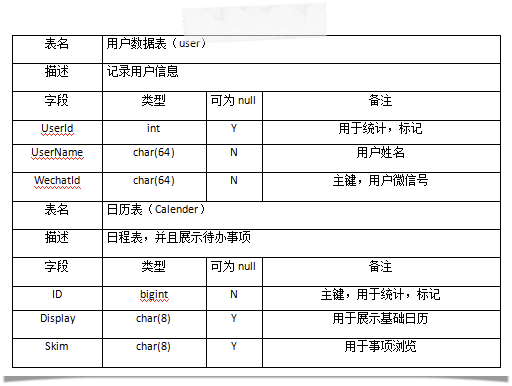 表名 用户数据表（user）
描述 记录用户信息
字段 类型 可为 null 备注
UserId int Y 用于统计，标记
UserName char(64) N 用户姓名
WechatId char(64) N 主键，用户微信号
表名 日历表（Calender）
描述 日程表，并且展示待办事项
字段 类型 可为 null 备注
ID bigint N 主键，用于统计，标记
Display char(8) Y 用于展示基础日历
Skim char(8) Y 用于事项浏览